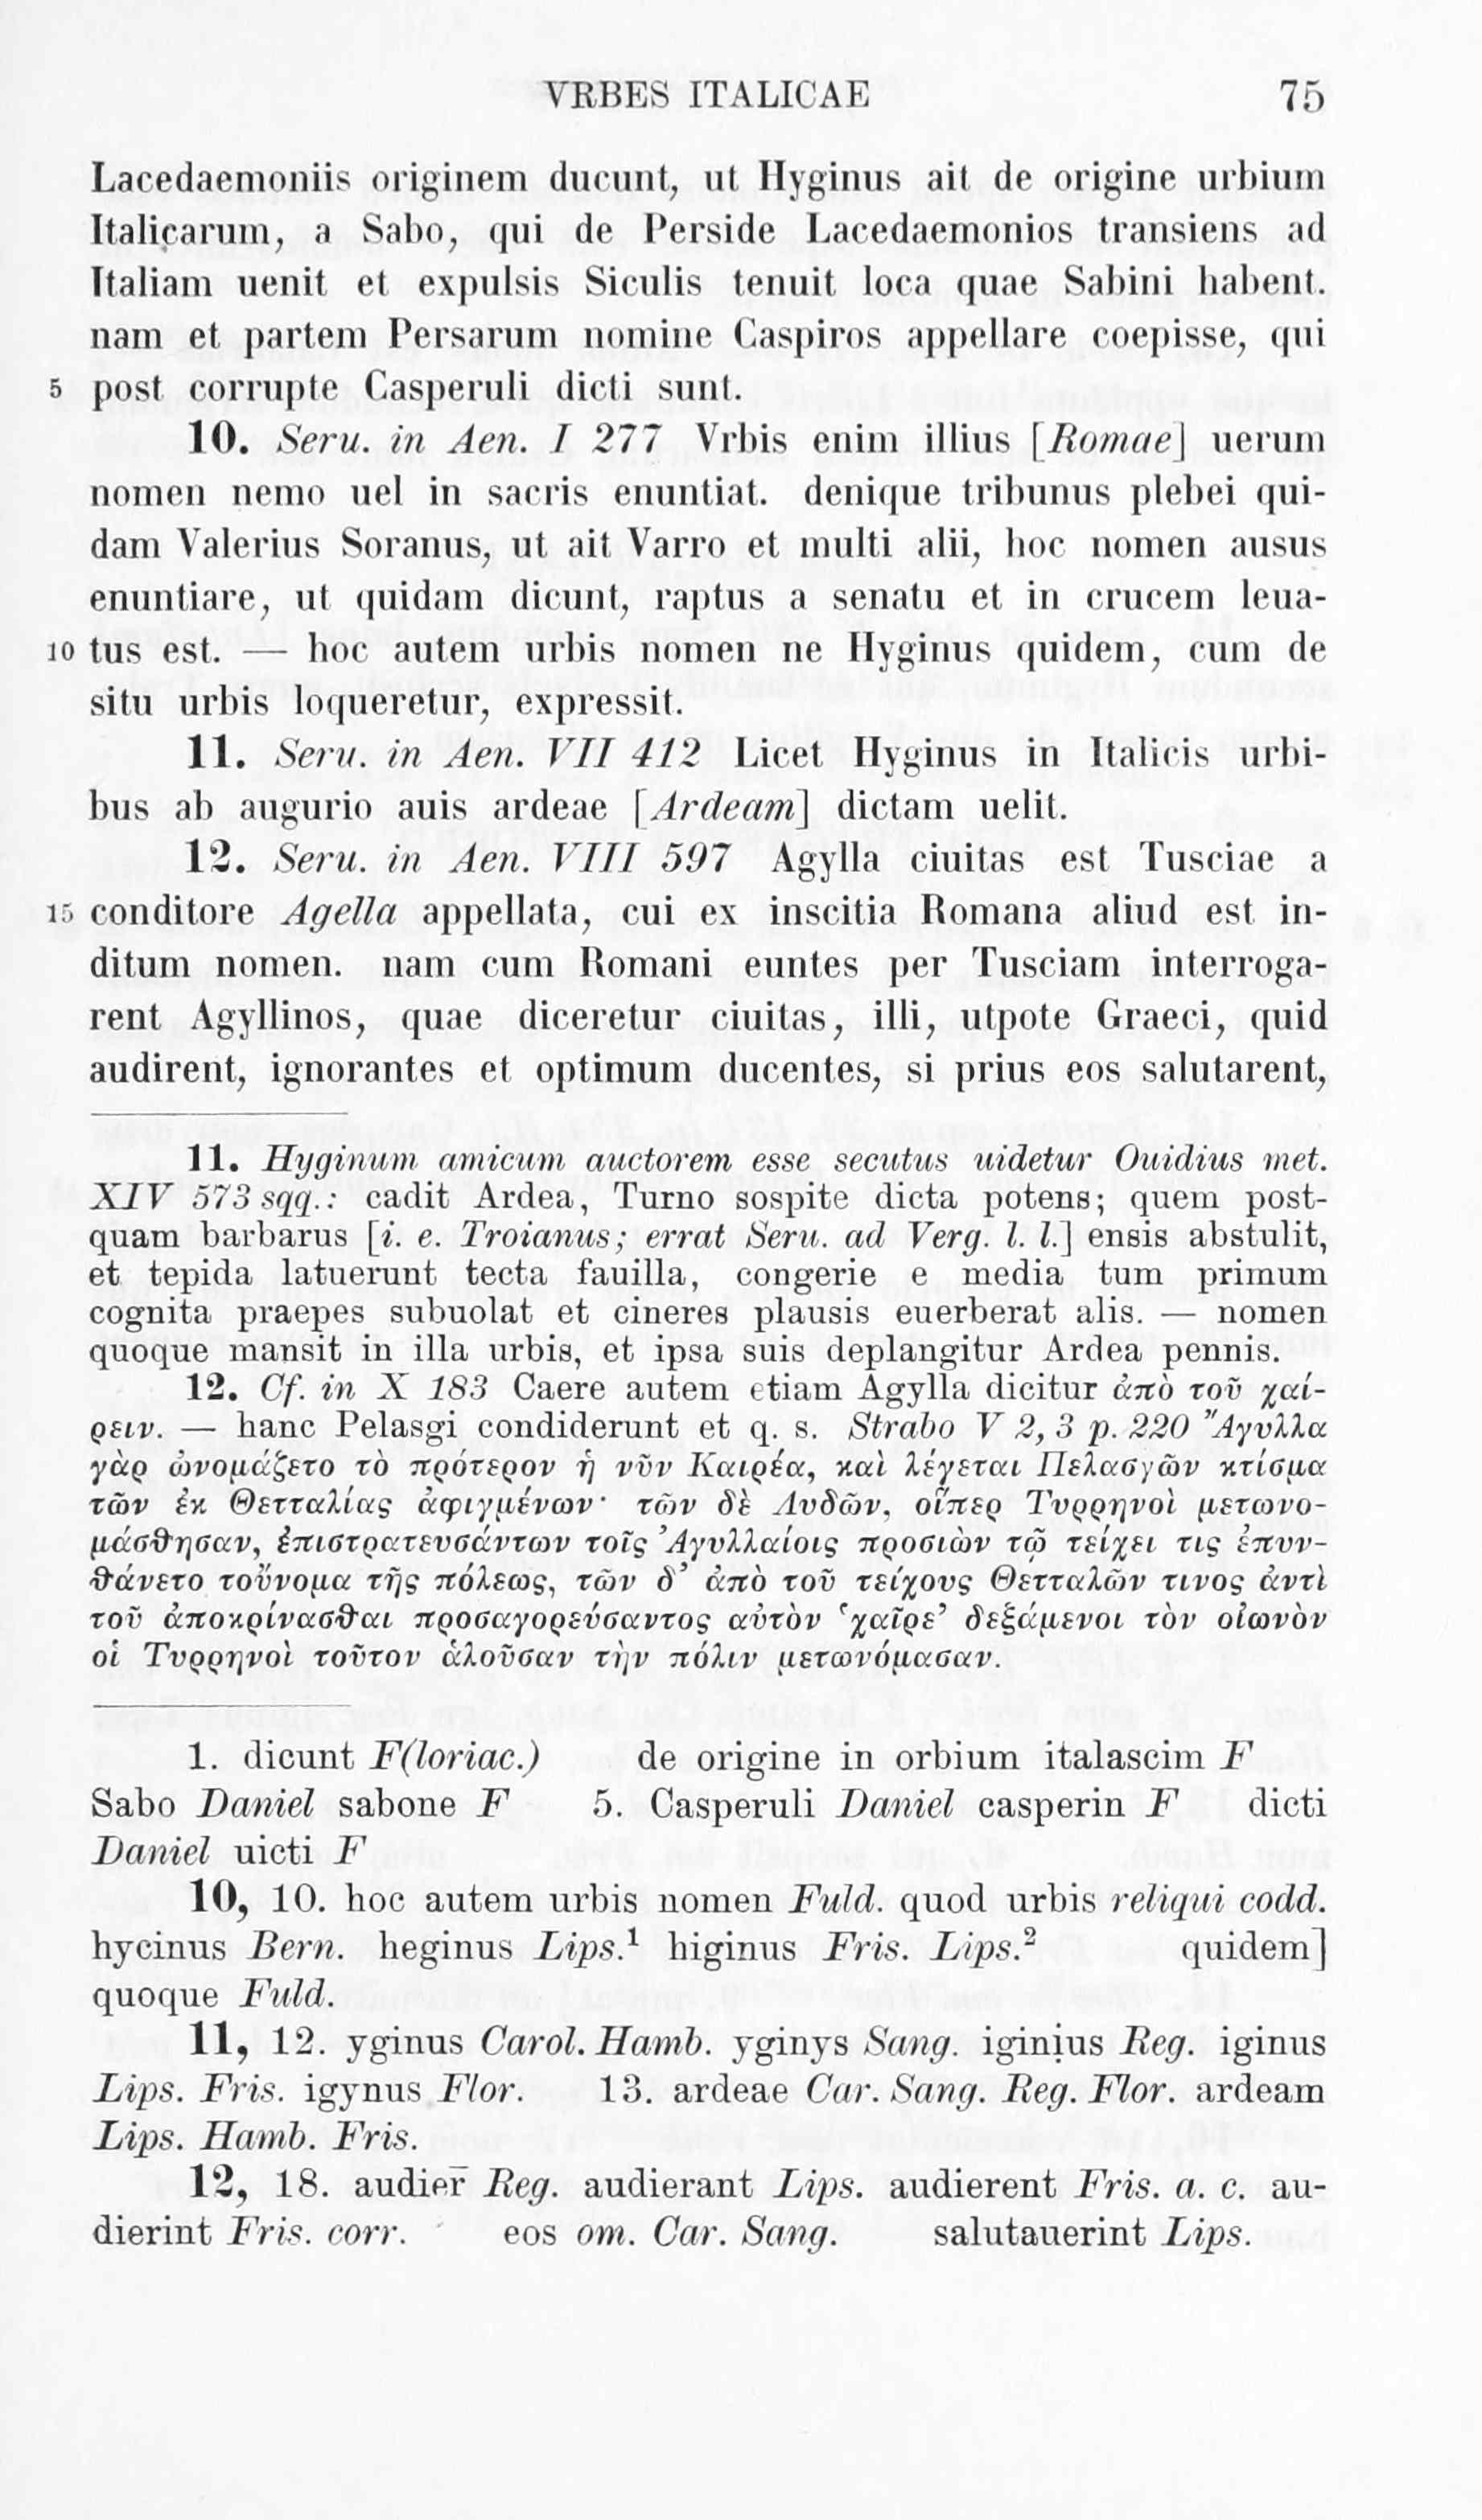 VRBES ITALICAE 75
Lacedaemoniis originem ducunt, ut Hyginus ait de origine urbium
Italicarum, a Sabo, qui de Perside Lacedaemonios transiens ad
Italiam uenit et expulsis Siculis tenuit loca quae Sabini habent.
nam et partem Persarum nomine Caspiros appellare coepisse, qui
5 post corrupte Casperuli dicti sunt.
10. Seru. in Aen. I 277 Vrbis enim illius [Romae] uerum
nomen nemo uel in sacris enuntiat. denique tribunus plebei qui-
dam Valerius Soranus, ut ait Varro et multi alii, hoc nomen ausus
enuntiare, ut quidam dicunt, raptus a senatu et in crucem leua-
10 tus est. — hoc autem urbis nomen ne Hyginus quidem, cum de
situ urbis loqueretur, expressit.
11. Seru. in Aen. VII 412 Licet Hyginus in Italicis urbi-
bus ab augurio auis ardeae [Ardeam] dictam uelit.
12. Seru. in Aen. VIII 597 Agylla ciuitas est Tusciae a
15 conditore Agella appellata, cui ex inscitia Romana aliud est in-
ditum nomen. nam cum Romani euntes per Tusciam interroga-
rent Agyllinos, quae diceretur ciuitas, illi, utpote Graeci, quid
audirent, ignorantes et optimum ducentes, si prius eos salutarent,
11. Hyginum amicum auctorem esse secutus uidetur Ouidius met.
XIV 573 sqq.: cadit Ardea, Turno sospite dicta potens; quem post-
quam barbarus [i. e. Troianus; errat Seru. ad Verg. l. l.] ensis abstulit,
et tepida latuerunt tecta fauilla, congerie e media tum primum
cognita praepes subuolat et cineres plausis euerberat alis. — nomen
quoque mansit in illa urbis, et ipsa suis deplangitur Ardea pennis.
12. Cf. in X 183 Caere autem etiam Agylla dicitur ἀπὸ τοῦ χαί-
ρειν. — hanc Pelasgi condiderunt et q. s. Strabo V 2, 3 p. 220 Ἄγυλλα
γὰρ ὠνομάζετο τὸ πρότερον ἡ νῦν Καιρέα, καὶ λέγεται Πελασγῶν κτίσμα
τῶν ἐκ Θετταλίας ἀφιγμένων· τῶν δὲ Λυδῶν, οἵπερ Τυρρηνοὶ μετωνο-
μάσθησαν, ἐπιστρατευσάντων τοῖς Ἀγυλλαίοις προσιὼν τῷ τείχει τις ἐπυν-
θάνετο τοὔνομα τῆς πόλεως, τῶν δ’ ἀπὸ τοῦ τείχους Θετταλῶν τινος ἀντὶ
τοῦ ἀποκρίνασθαι προσαγορεύσαντος αὐτὸν ‘χαῖρε’ δεξάμενοι τὸν οἰωνὸν
οἱ Τυρρηνοὶ τοῦτον ἁλοῦσαν τὴν πόλιν μετωνόμασαν.
1. dicunt F(loriac.) de origine in orbium italascim F
Sabo Daniel sabone F 5. Casperuli Daniel casperin F dicti
Daniel uicti F
10, 10. hoc autem urbis nomen Fuld. quod urbis reliqui codd.
hycinus Bern. heginus Lips.¹ higinus Fris. Lips.² quidem]
quoque Fuld.
11, 12. yginus Carol. Hamb. yginys Sang. iginịus Reg. iginus
Lips. Fris. igynus Flor. 13. ardeae Car. Sang. Reg. Flor. ardeam
Lips. Hamb. Fris.
12, 18. audier̄ Reg. audierant Lips. audierent Fris. a. c. au-
dierint Fris. corr. eos om. Car. Sang. salutauerint Lips.